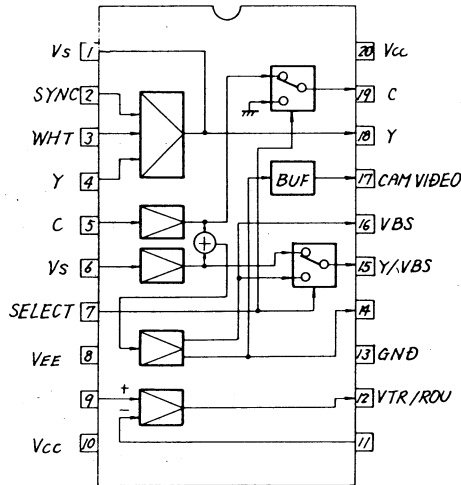 Vs 1
SYNC 2
WHT 3
Y 4
C 5
Vs 6
SELECT 7
VEE 8
9
Vcc 10
+
−
+
BUF
20 Vcc
19 C
18 Y
17 CAM VIDEO
16 VBS
15 Y/VBS
14
13 GND
12 VTR/ROU
11